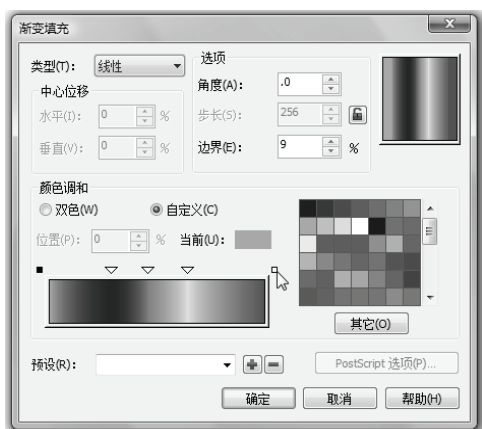 渐变填充
类型(T): 线性
选项
角度(A): .0
中心位移
水平(I): 0 %
步长(S): 256
垂直(V): 0 %
边界(E): 9 %
颜色调和
双色(W) 自定义(C)
位置(P): 0 % 当前(U):
其它(O)
预设(R):
PostScript 选项(P)...
确定 取消 帮助(H)